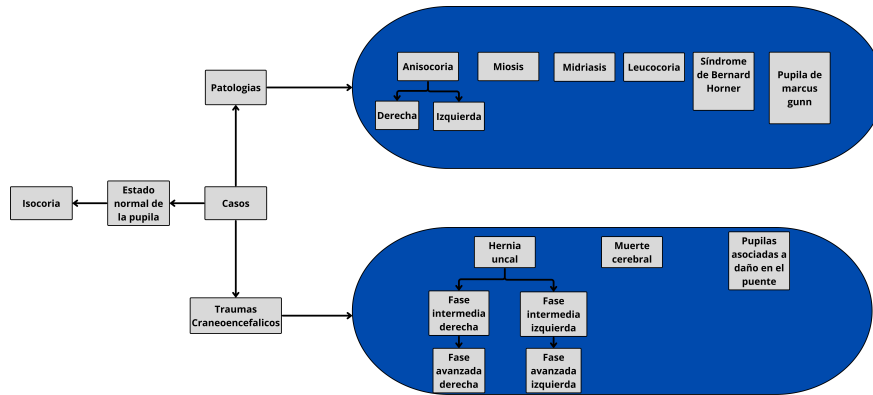 Patologias
Isocoria
Estado
normal de
la pupila
Casos
Traumas
Craneoencefalicos
Anisocoria
Derecha
Izquierda
Miosis
Midriasis
Leucocoria
Síndrome
de Bernard
Horner
Pupila de
marcus
gunn
Hernia
uncal
Fase
intermedia
derecha
Fase
avanzada
derecha
Fase
intermedia
izquierda
Fase
avanzada
izquierda
Muerte
cerebral
Pupilas
asociadas a
daño en el
puente